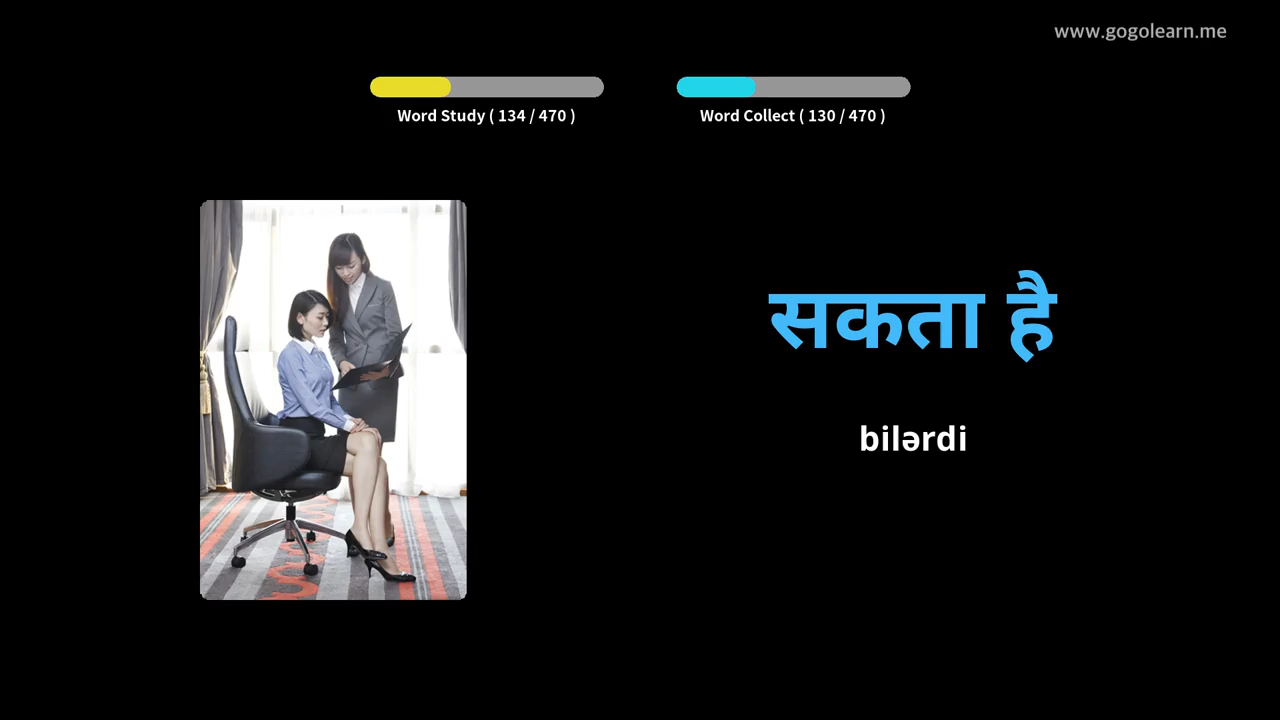 www.gogolearn.me
Word Study ( 134 / 470 )
Word Collect ( 130 / 470 )
सकता है
bilərdi